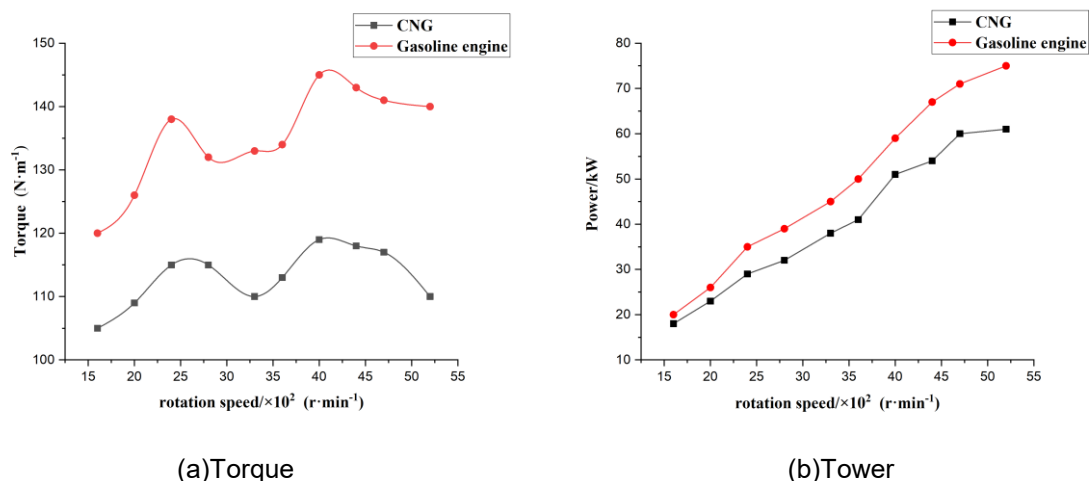 CNG
Gasoline engine
150
140
130
120
110
100
Torque (N·m⁻¹)
15 20 25 30 35 40 45 50 55
rotation speed/×10² (r·min⁻¹)
(a)Torque
CNG
Gasoline engine
80
70
60
50
40
30
20
10
Power/kW
15 20 25 30 35 40 45 50 55
rotation speed/×10² (r·min⁻¹)
(b)Tower